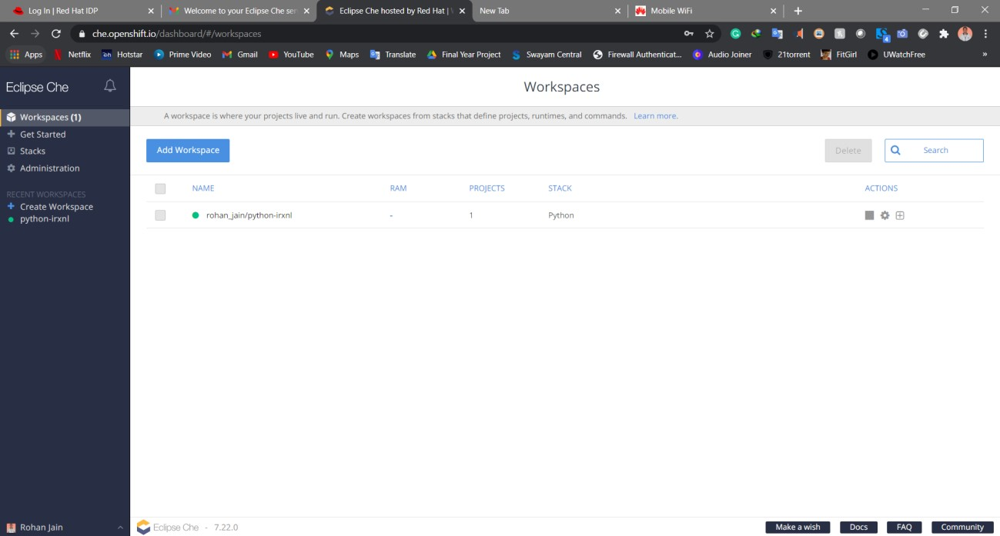 Log In | Red Hat IDP
Welcome to your Eclipse Che ser
Eclipse Che hosted by Red Hat |
New Tab
Mobile WiFi
che.openshift.io/dashboard/#/workspaces
Apps
Netflix
Hotstar
Prime Video
Gmail
YouTube
Maps
Translate
Final Year Project
Swayam Central
Firewall Authenticat...
Audio Joiner
21torrent
FitGirl
UWatchFree
»
Eclipse Che
Workspaces (1)
Get Started
Stacks
Administration
RECENT WORKSPACES
Create Workspace
python-irxnl
Rohan Jain
Workspaces
A workspace is where your projects live and run. Create workspaces from stacks that define projects, runtimes, and commands. Learn more.
Add Workspace
Delete
Search
NAME RAM PROJECTS STACK ACTIONS
rohan_jain/python-irxnl - 1 Python
Eclipse Che - 7.22.0
Make a wish
Docs
FAQ
Community